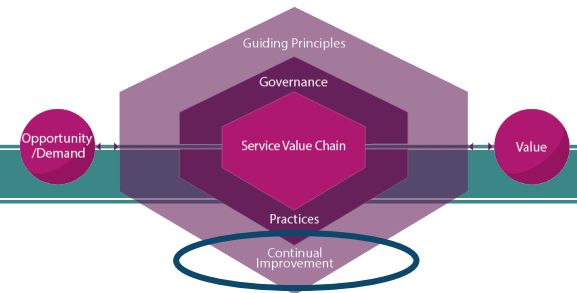 Guiding Principles
Governance
Opportunity
/Demand
Service Value Chain
Value
Practices
Continual
Improvement